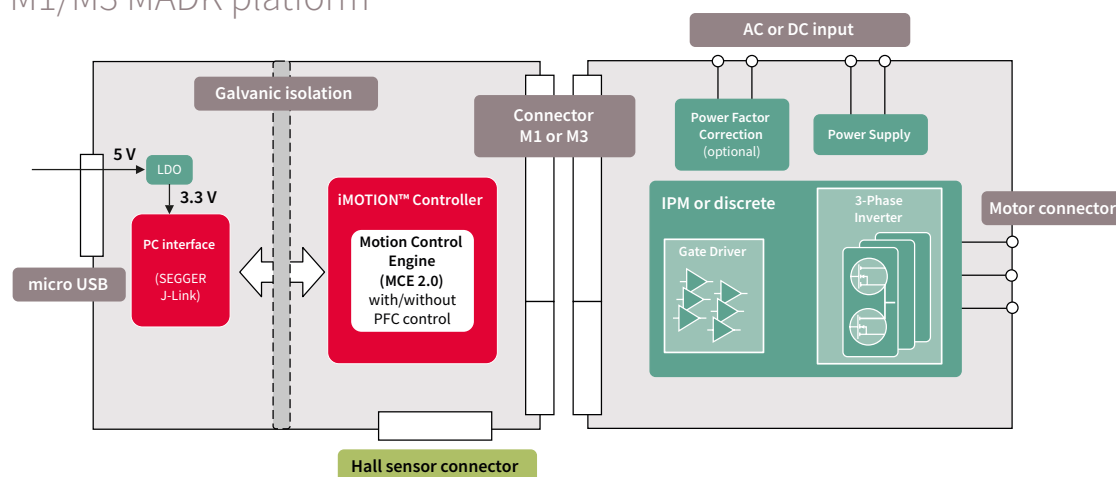 M1/M3 MADK platform
AC or DC input
Galvanic isolation
Connector
M1 or M3
Power Factor
Correction
(optional)
Power Supply
5 V
LDO
3.3 V
iMOTION™ Controller
IPM or discrete
3-Phase
Inverter
Motor connector
PC interface
(SEGGER
J-Link)
Motion Control
Engine
(MCE 2.0)
with/without
PFC control
Gate Driver
micro USB
Hall sensor connector